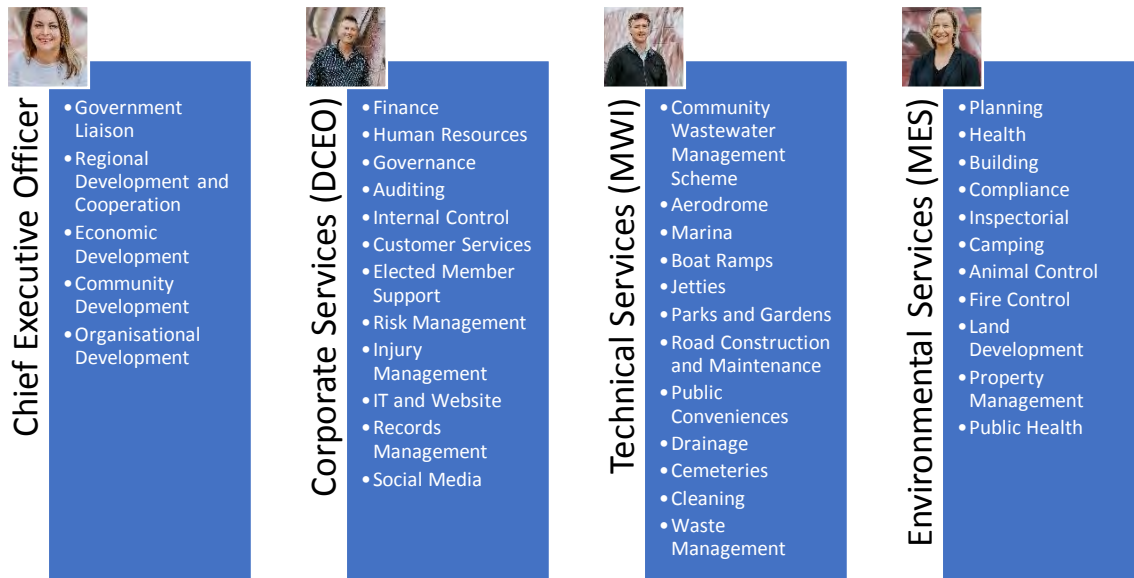 Chief Executive Officer
•Government
Liaison
•Regional
Development and
Cooperation
•Economic
Development
•Community
Development
•Organisational
Development
Corporate Services (DCEO)
•Finance
•Human Resources
•Governance
•Auditing
•Internal Control
•Customer Services
•Elected Member
Support
•Risk Management
•Injury
Management
•IT and Website
•Records
Management
•Social Media
Technical Services (MWI)
•Community
Wastewater
Management
Scheme
•Aerodrome
•Marina
•Boat Ramps
•Jetties
•Parks and Gardens
•Road Construction
and Maintenance
•Public
Conveniences
•Drainage
•Cemeteries
•Cleaning
•Waste
Management
Environmental Services (MES)
•Planning
•Health
•Building
•Compliance
•Inspectorial
•Camping
•Animal Control
•Fire Control
•Land
Development
•Property
Management
•Public Health